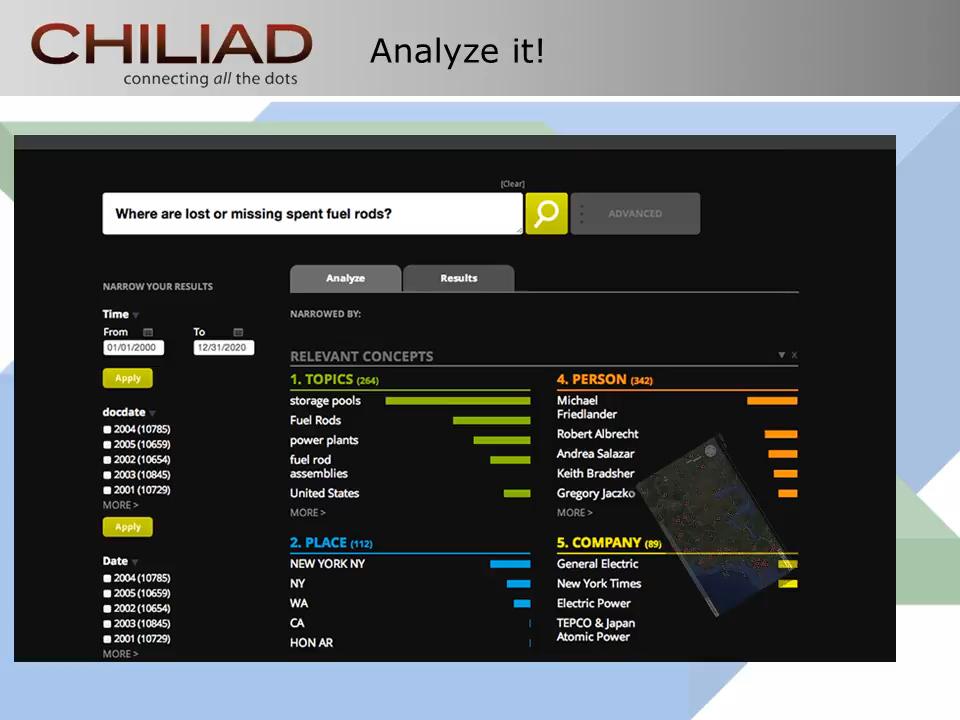 CHILIAD
connecting all the dots
Analyze it!
[Clear]
Where are lost or missing spent fuel rods?
ADVANCED
NARROW YOUR RESULTS
Time
From
To
01/01/2000
12/31/2020
Apply
docdate
2004 (10785)
2005 (10659)
2002 (10654)
2003 (10845)
2001 (10729)
MORE >
Apply
Date
2004 (10785)
2005 (10659)
2002 (10654)
2003 (10845)
2001 (10729)
MORE >
Analyze
Results
NARROWED BY:
RELEVANT CONCEPTS
X
1. TOPICS (264)
storage pools
Fuel Rods
power plants
fuel rod
assemblies
United States
MORE >
2. PLACE (112)
NEW YORK NY
NY
WA
CA
HON AR
4. PERSON (342)
Michael
Friedlander
Robert Albrecht
Andrea Salazar
Keith Bradsher
Gregory Jaczko
MORE >
5. COMPANY (89)
General Electric
New York Times
Electric Power
TEPCO & Japan
Atomic Power